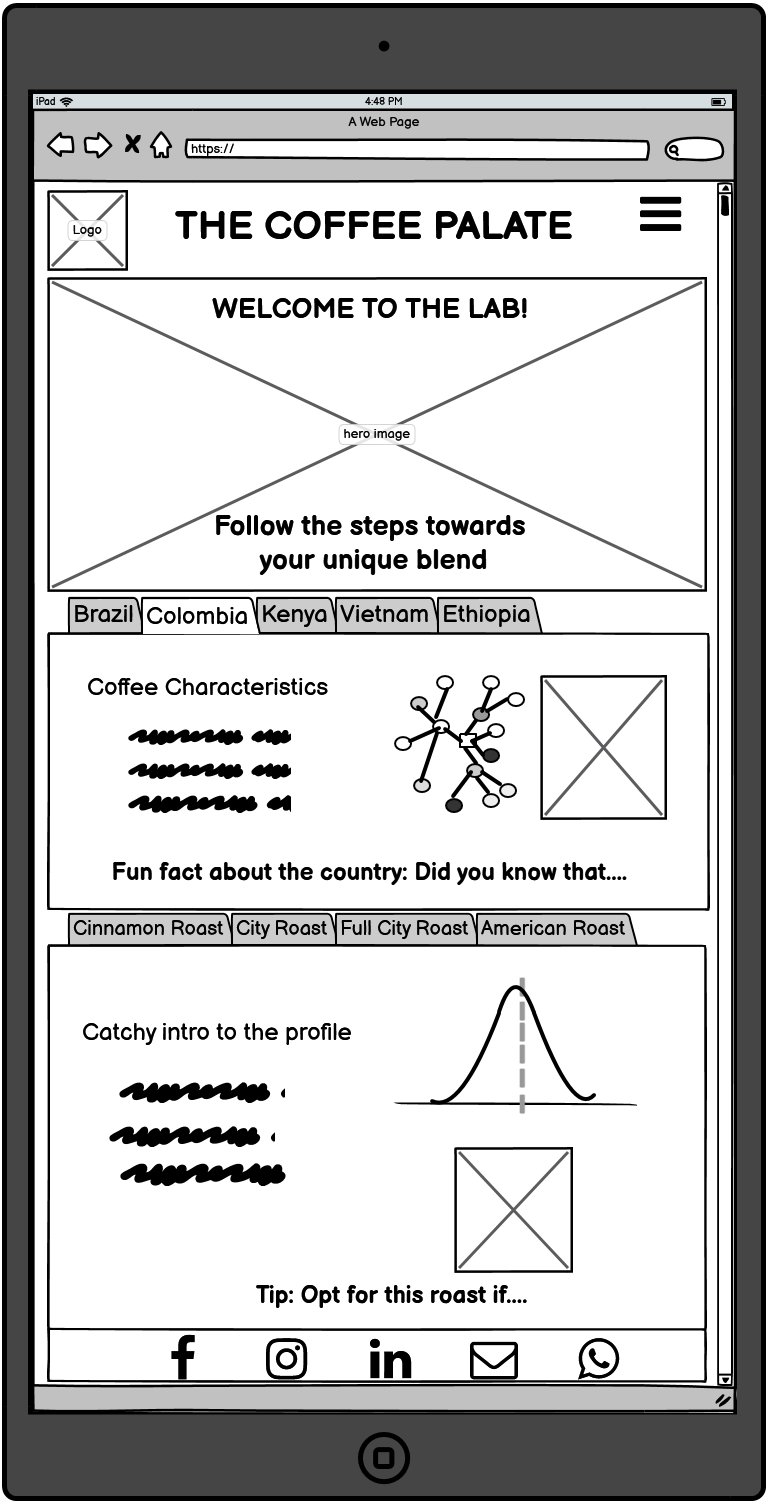 iPad 4:48 PM
A Web Page
https://
Logo
THE COFFEE PALATE
WELCOME TO THE LAB!
hero image
Follow the steps towards
your unique blend
Brazil Colombia Kenya Vietnam Ethiopia
Coffee Characteristics
Fun fact about the country: Did you know that....
Cinnamon Roast City Roast Full City Roast American Roast
Catchy intro to the profile
Tip: Opt for this roast if....